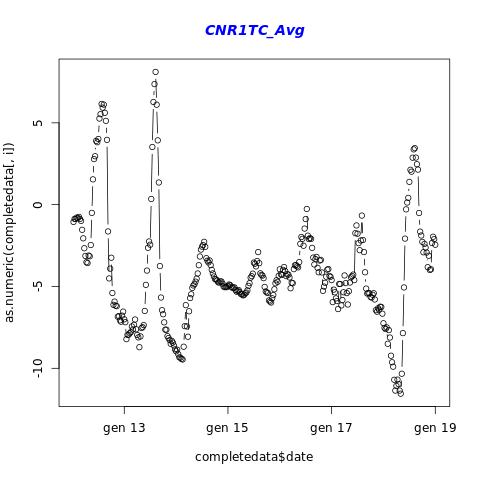 CNR1TC_Avg
as.numeric(completedata[, i])
5
0
-5
-10
gen 13
gen 15
gen 17
gen 19
completedata$date